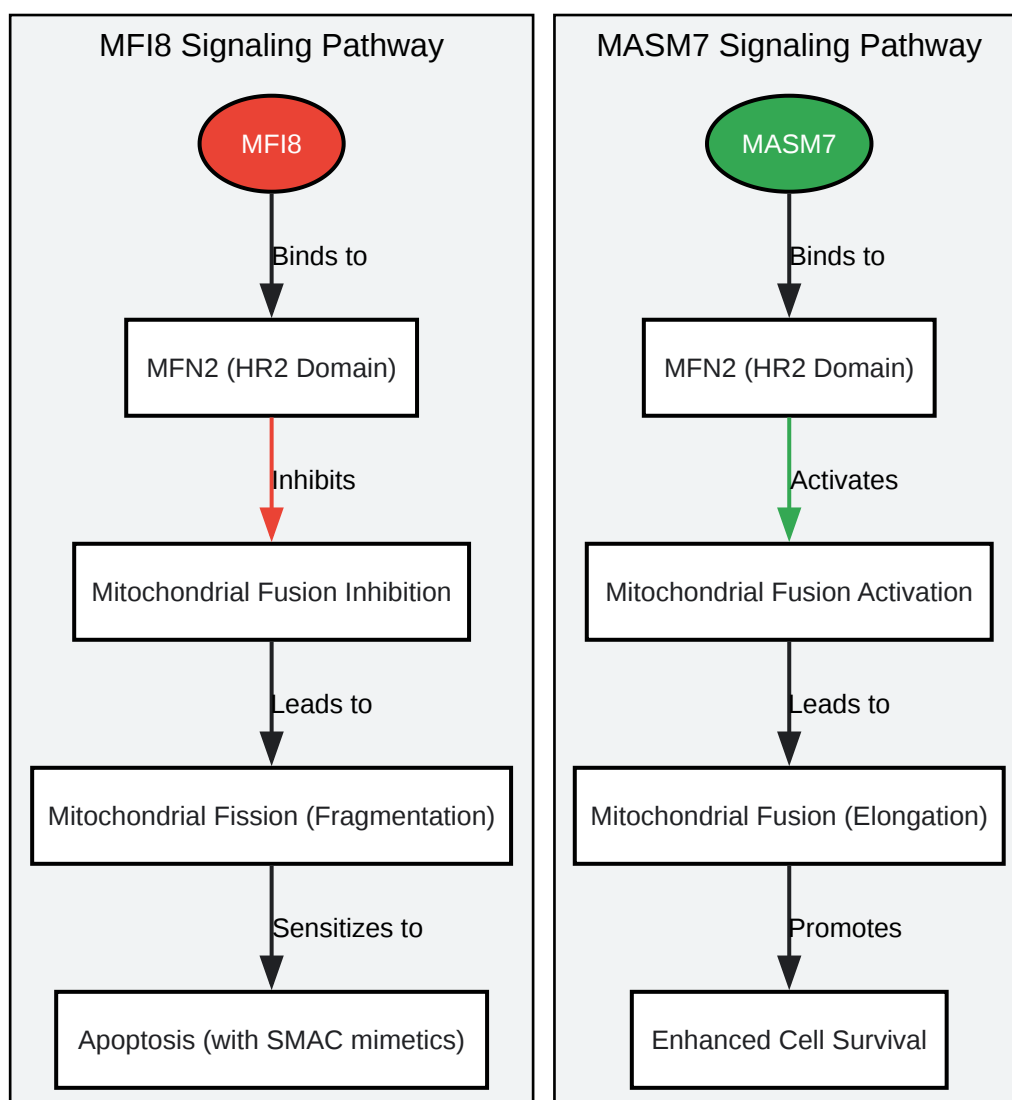 MFI8 Signaling Pathway
MFI8
Binds to
MFN2 (HR2 Domain)
Inhibits
Mitochondrial Fusion Inhibition
Leads to
Mitochondrial Fission (Fragmentation)
Sensitizes to
Apoptosis (with SMAC mimetics)
MASM7 Signaling Pathway
MASM7
Binds to
MFN2 (HR2 Domain)
Activates
Mitochondrial Fusion Activation
Leads to
Mitochondrial Fusion (Elongation)
Promotes
Enhanced Cell Survival